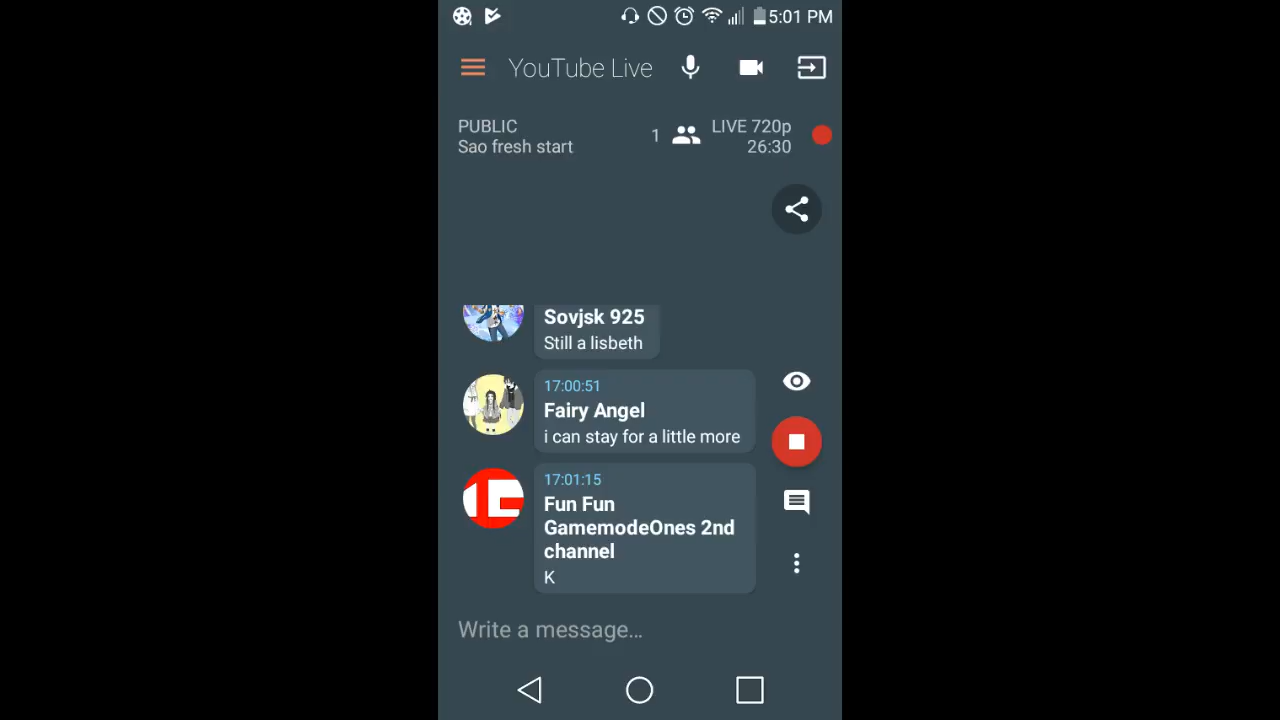 5:01 PM
YouTube Live
PUBLIC
Sao fresh start
1
LIVE 720p
26:30
Sovjsk 925
Still a lisbeth
17:00:51
Fairy Angel
i can stay for a little more
17:01:15
Fun Fun
GamemodeOnes 2nd
channel
K
Write a message...